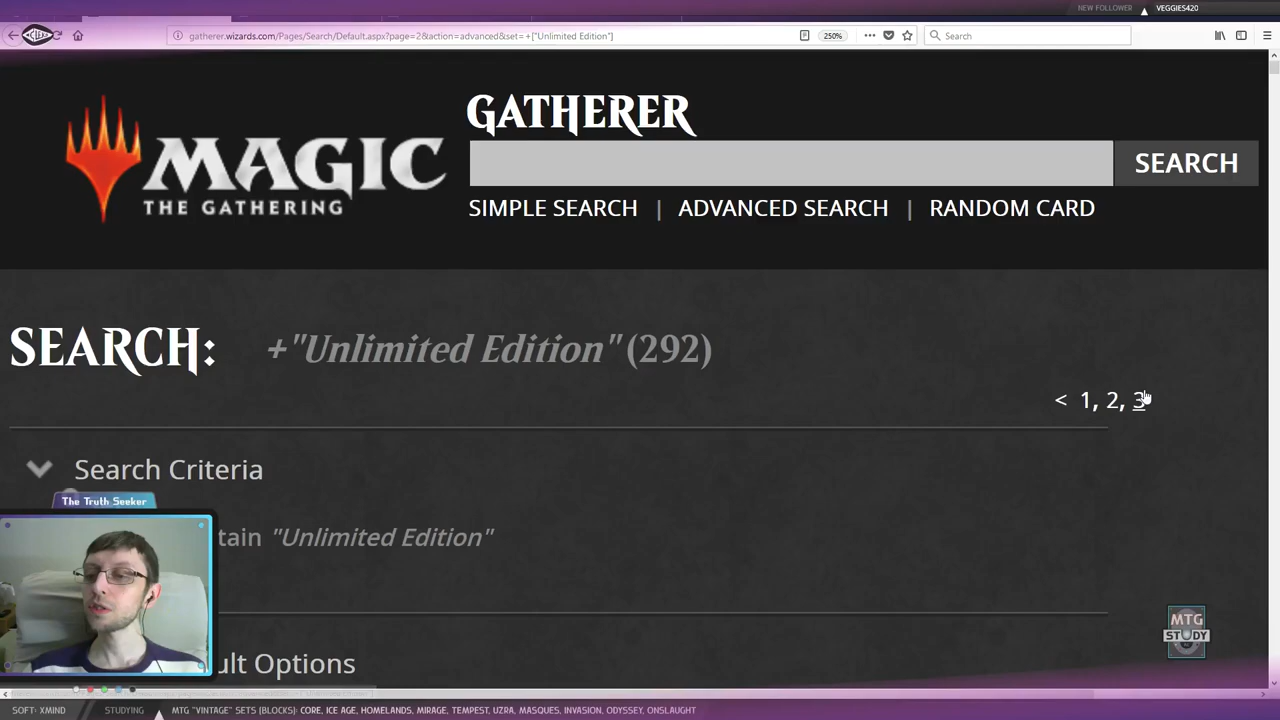 NEW FOLLOWER VEGGIES420
gatherer.wizards.com/Pages/Search/Default.aspx?page=2&action=advanced&set= +["Unlimited Edition"]
250%
Search
MAGIC
THE GATHERING
GATHERER
SEARCH
SIMPLE SEARCH | ADVANCED SEARCH | RANDOM CARD
SEARCH: +"Unlimited Edition" (292)
< 1, 2, 3
Search Criteria
The Truth Seeker
tain "Unlimited Edition"
MTG
STUDY
ult Options
SOFT: XMIND STUDYING MTG "VINTAGE" SETS (BLOCKS): CORE, ICE AGE, HOMELANDS, MIRAGE, TEMPEST, UZRA, MASQUES, INVASION, ODYSSEY, ONSLAUGHT